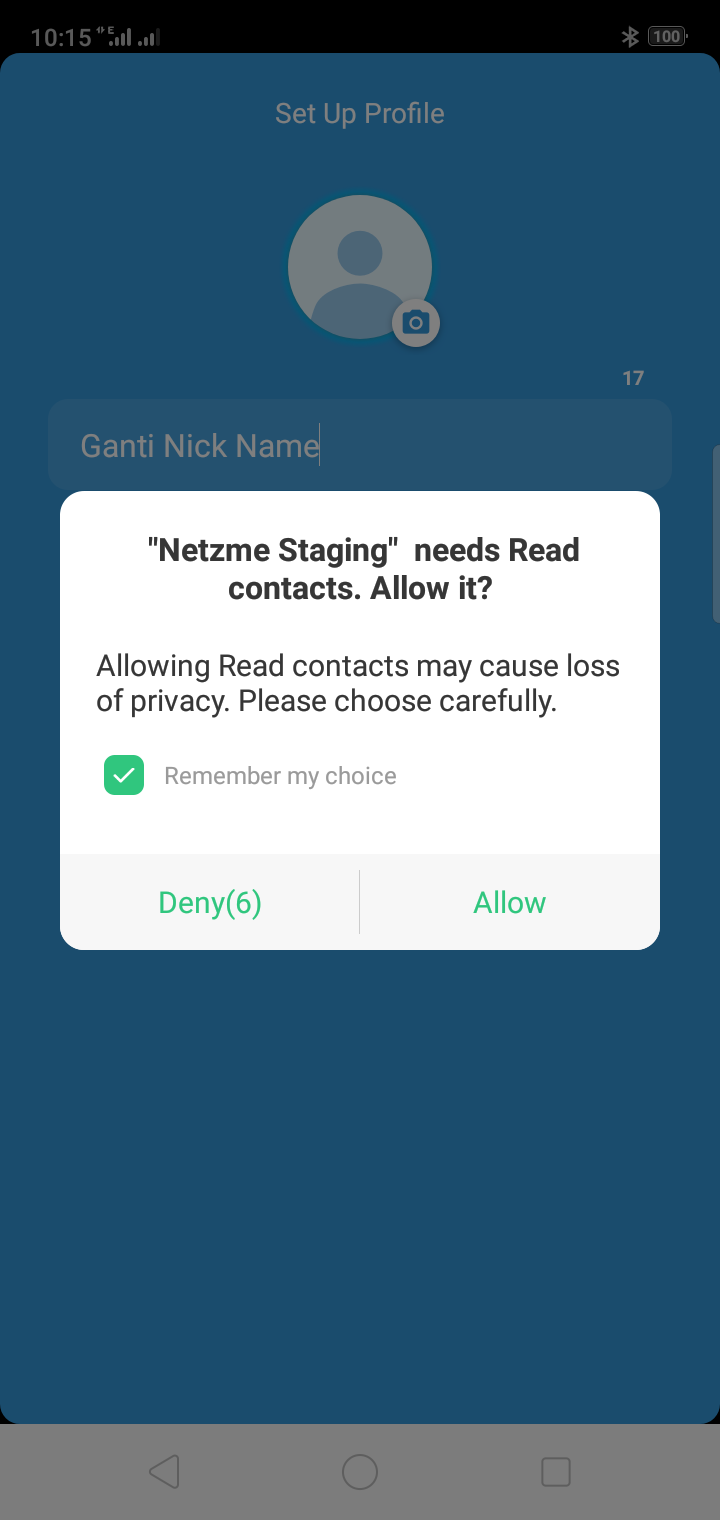 10:15 E 100
Set Up Profile
17
Ganti Nick Name
"Netzme Staging"  needs Read
contacts. Allow it?
Allowing Read contacts may cause loss
of privacy. Please choose carefully.
Remember my choice
Deny(6) Allow